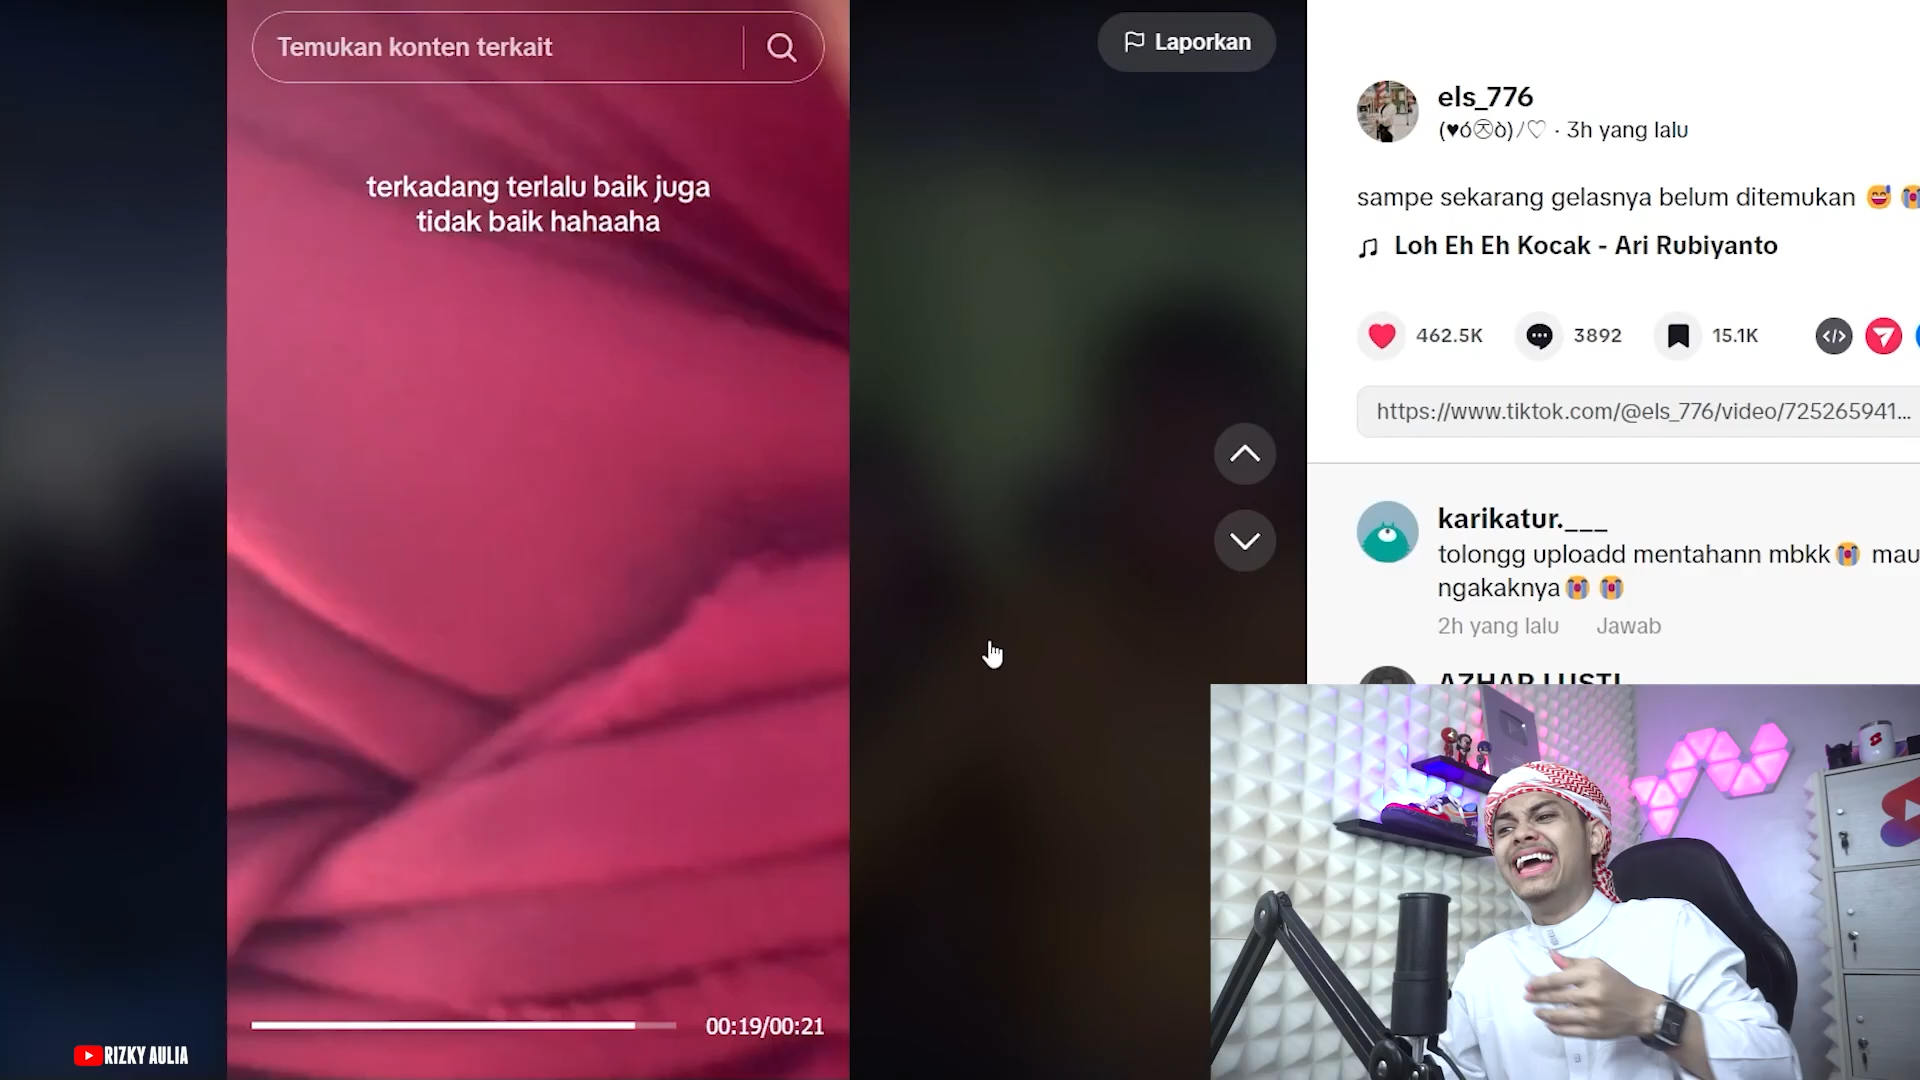 Temukan konten terkait
Laporkan
terkadang terlalu baik juga
tidak baik hahaaha
00:19/00:21
RIZKY AULIA
els_776
· 3h yang lalu
sampe sekarang gelasnya belum ditemukan 😅 😭
Loh Eh Eh Kocak - Ari Rubiyanto
462.5K
3892
15.1K
https://www.tiktok.com/@els_776/video/725265941...
karikatur.___
tolongg uploadd mentahann mbkk😭 mau
ngakaknya😭 😭
2h yang lalu
Jawab